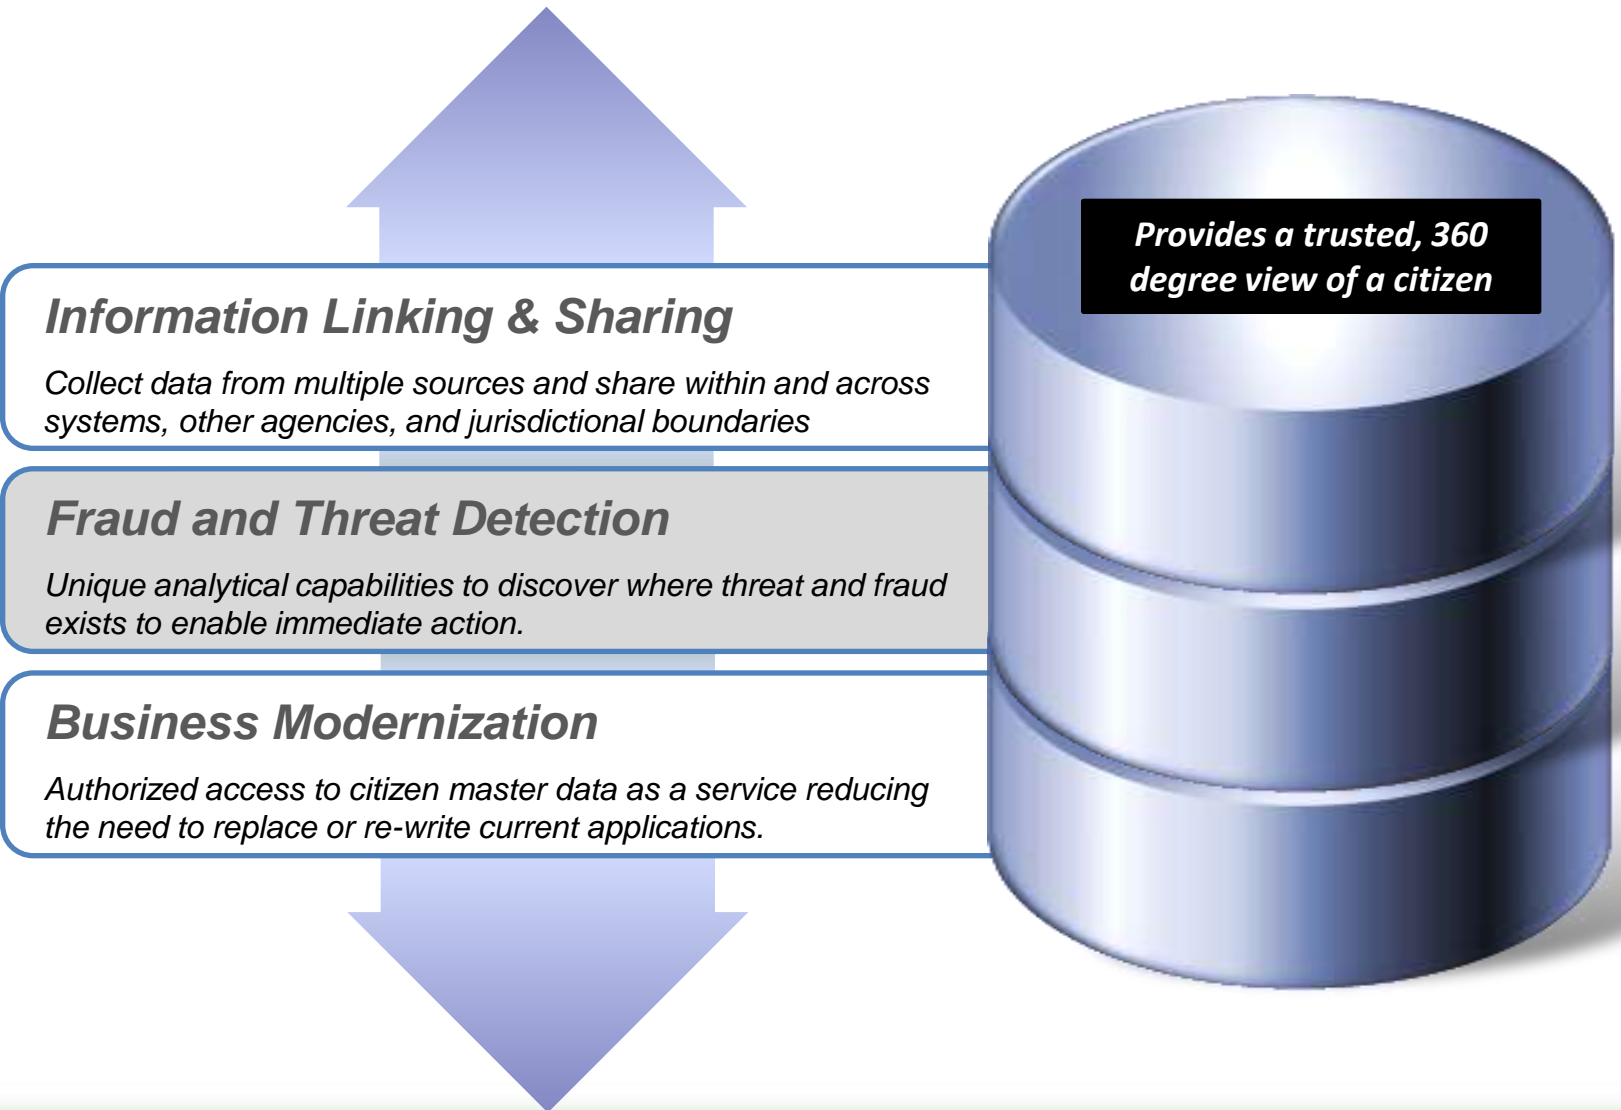 Provides a trusted, 360
degree view of a citizen
Information Linking & Sharing
Collect data from multiple sources and share within and across
systems, other agencies, and jurisdictional boundaries
Fraud and Threat Detection
Unique analytical capabilities to discover where threat and fraud
exists to enable immediate action.
Business Modernization
Authorized access to citizen master data as a service reducing
the need to replace or re-write current applications.